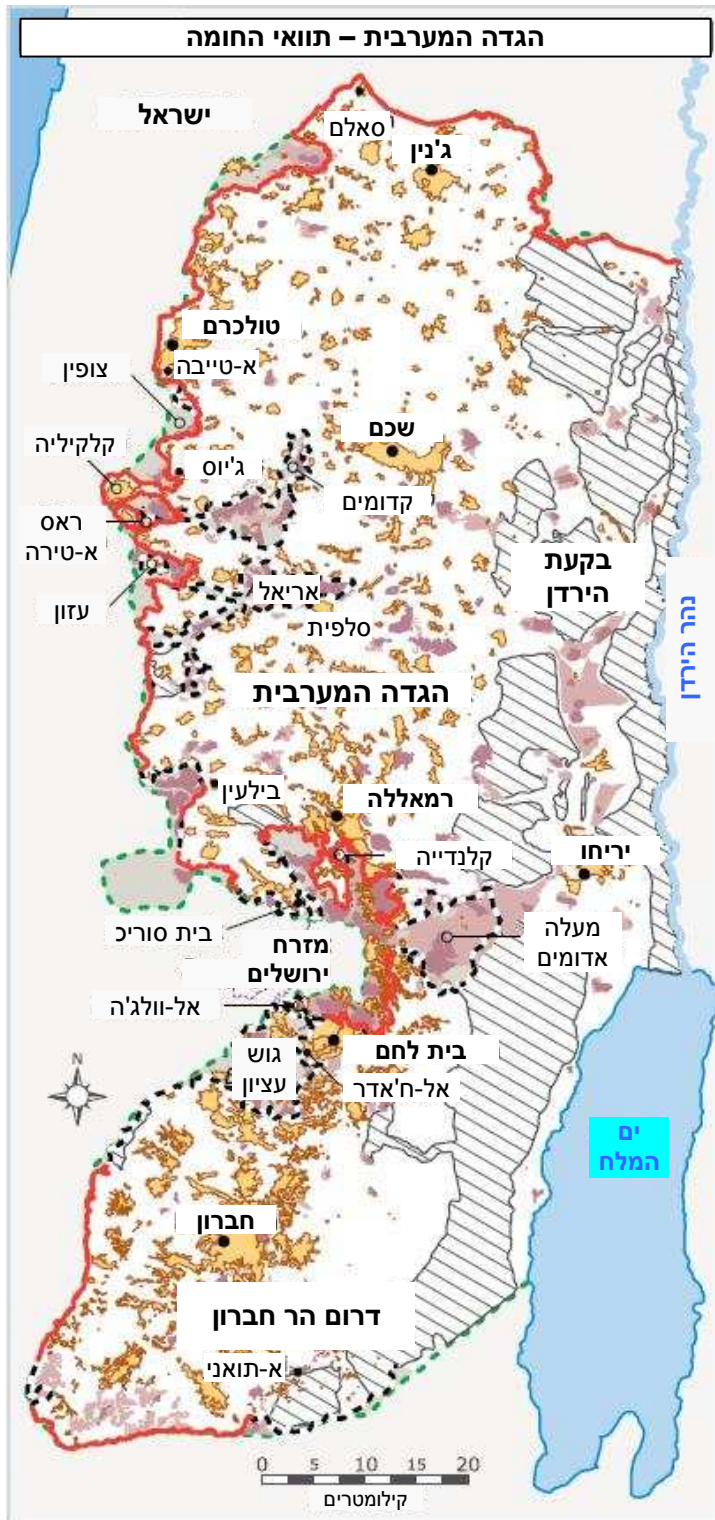 הגדה המערבית – תוואי החומה
ישראל
סאלם
ג'נין
טולכרם
א-טייבה
צופין
שכם
קלקיליה
ג'יוס
קדומים
ראס
א-טירה
בקעת
הירדן
נהר הירדן
עזון
אריאל
סלפית
הגדה המערבית
בילעין
רמאללה
קלנדייה
יריחו
בית סוריכ
מעלה
אדומים
מזרח
ירושלים
אל-וולג'ה
בית לחם
גוש
עציון
אל-ח'אדר
N
ים
המלח
חברון
דרום הר חברון
א-תואני
0 5 10 15 20
קילומטרים